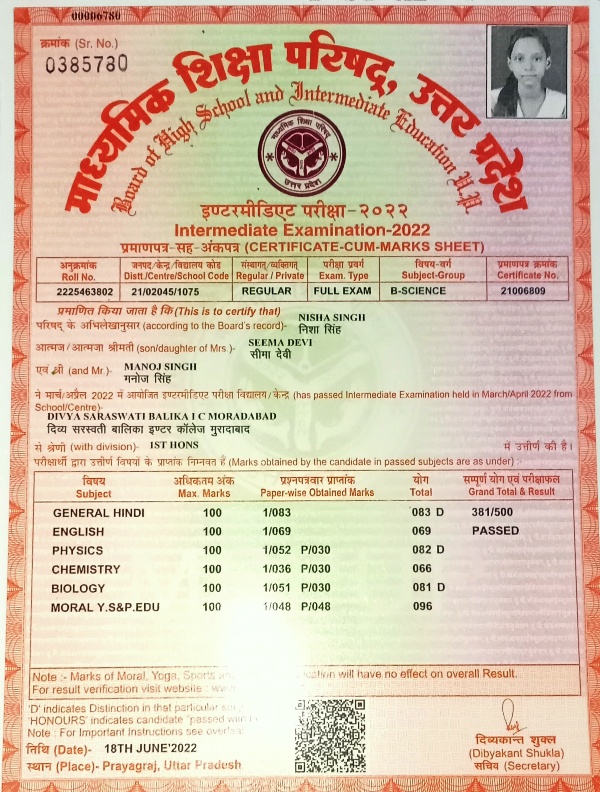 00006780
क्रमांक (Sr. No.)
0385730
माध्यमिक शिक्षा परिषद्, उत्तर प्रदेश
Board of High School and Intermediate Education U.P.
माध्यमिक शिक्षा परिषद
उत्तर प्रदेश
इण्टरमीडिएट परीक्षा-२०२२
Intermediate Examination-2022
प्रमाणपत्र-सह-अंकपत्र (CERTIFICATE-CUM-MARKS SHEET)
अनुक्रमांक जनपद/केन्द्र/विद्यालय कोड संस्थागत/व्यक्तिगत परीक्षा प्रवर्ग विषय-वर्ग प्रमाणपत्र क्रमांक
Roll No. Distt./Centre/School Code Regular / Private Exam. Type Subject-Group Certificate No.
2225463802 21/02045/1075 REGULAR FULL EXAM B-SCIENCE 21006809
प्रमाणित किया जाता है कि (This is to certify that)
NISHA SINGH
परिषद् के अभिलेखानुसार (according to the Board's record)- निशा सिंह
SEEMA DEVI
आत्मज/आत्मजा श्रीमती (son/daughter of Mrs.)- सीमा देवी
MANOJ SINGH
एवं श्री (and Mr.)- मनोज सिंह
ने मार्च/अप्रैल 2022 में आयोजित इण्टरमीडिएट परीक्षा विद्यालय/केन्द्र (has passed Intermediate Examination held in March/April 2022 from
School/Centre)-
DIVYA SARASWATI BALIKA I C MORADABAD
दिव्य सरस्वती बालिका इण्टर कॉलेज मुरादाबाद
से श्रेणी (with division)- IST HONS में उत्तीर्ण की है।
परीक्षार्थी द्वारा उत्तीर्ण विषयों के प्राप्तांक निम्नवत हैं (Marks obtained by the candidate in passed subjects are as under) :-
विषय अधिकतम अंक प्रश्नपत्रवार प्राप्तांक योग सम्पूर्ण योग एवं परीक्षाफल
Subject Max. Marks Paper-wise Obtained Marks Total Grand Total & Result
GENERAL HINDI 100 1/083 083 D 381/500
ENGLISH 100 1/069 069 PASSED
PHYSICS 100 1/052 P/030 082 D
CHEMISTRY 100 1/036 P/030 066
BIOLOGY 100 1/051 P/030 081 D
MORAL Y.S&P.EDU 100 1/048 P/048 096
Note :- Marks of Moral, Yoga, Sports will have no effect on overall Result.
For result verification visit website :
'D' indicates Distinction in that particular
'HONOURS' indicates candidate "passed with
Note : For Important Instructions see
तिथि (Date)- 18TH JUNE'2022
स्थान (Place)- Prayagraj, Uttar Pradesh
दिव्यकान्त शुक्ल
(Dibyakant Shukla)
सचिव (Secretary)